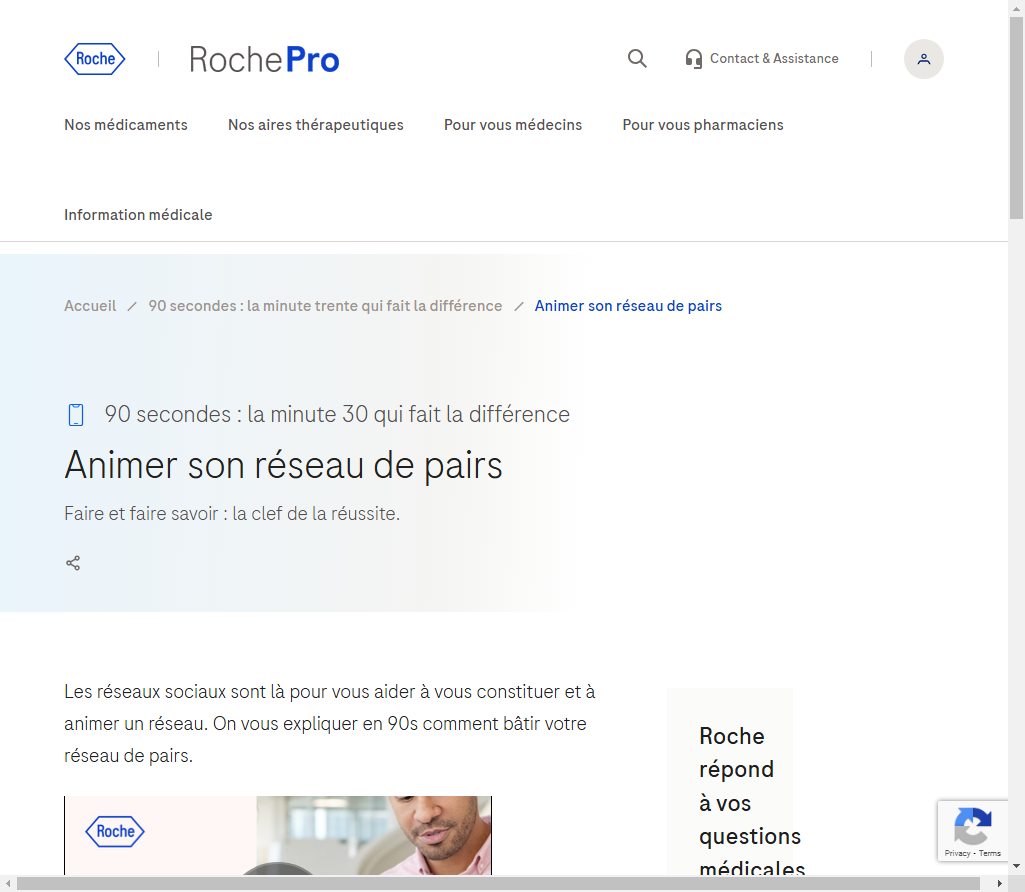 Roche
RochePro
Contact & Assistance
Nos médicaments
Nos aires thérapeutiques
Pour vous médecins
Pour vous pharmaciens
Information médicale
Accueil / 90 secondes : la minute trente qui fait la différence / Animer son réseau de pairs
90 secondes : la minute 30 qui fait la différence
Animer son réseau de pairs
Faire et faire savoir : la clef de la réussite.
Les réseaux sociaux sont là pour vous aider à vous constituer et à
animer un réseau. On vous expliquer en 90s comment bâtir votre
réseau de pairs.
Roche
Roche
répond
à vos
questions
médicales
Privacy - Terms